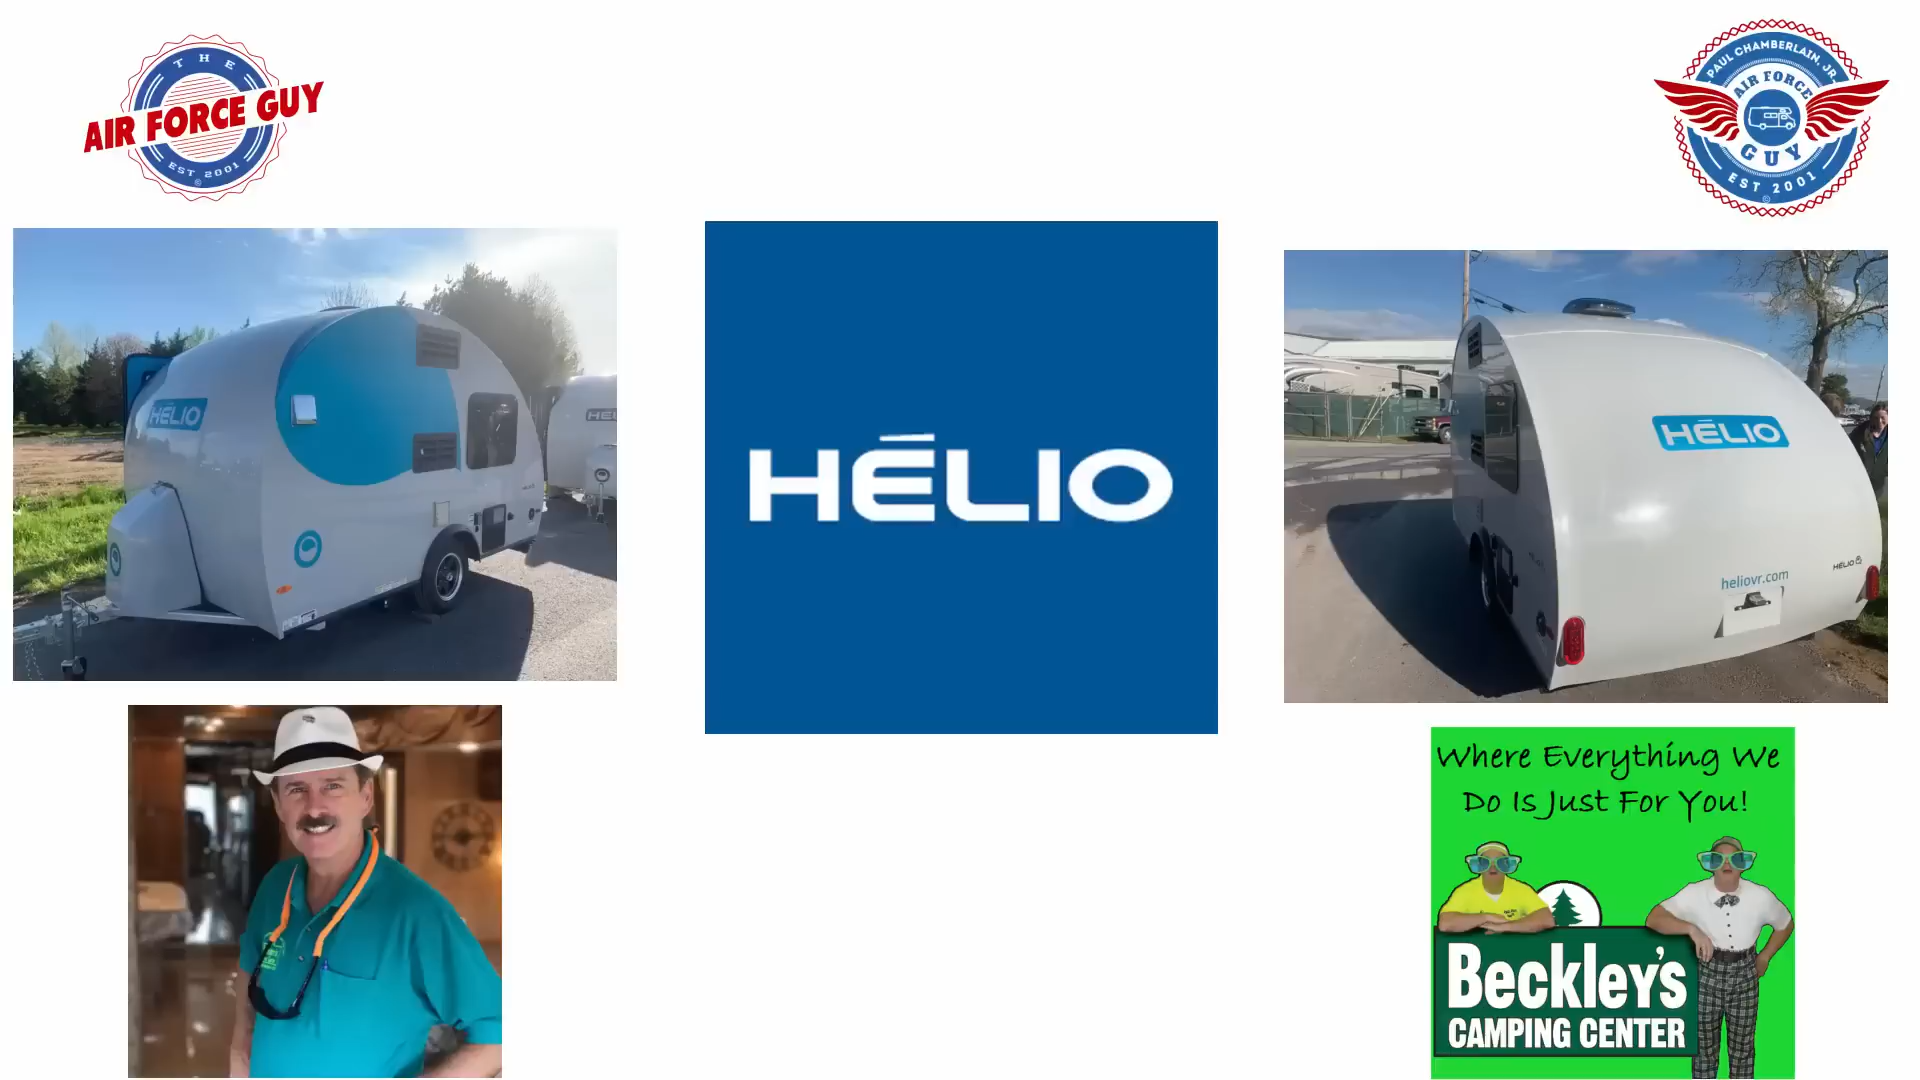 THE
AIR FORCE GUY
EST 2001
©
PAUL CHAMBERLAIN, JR.
AIR FORCE
GUY
EST 2001
©
HÉLIO
HÉLIO
HÉLIO
heliovr.com
HÉLIO
Where Everything We
Do Is Just For You!
Beckley's
CAMPING CENTER